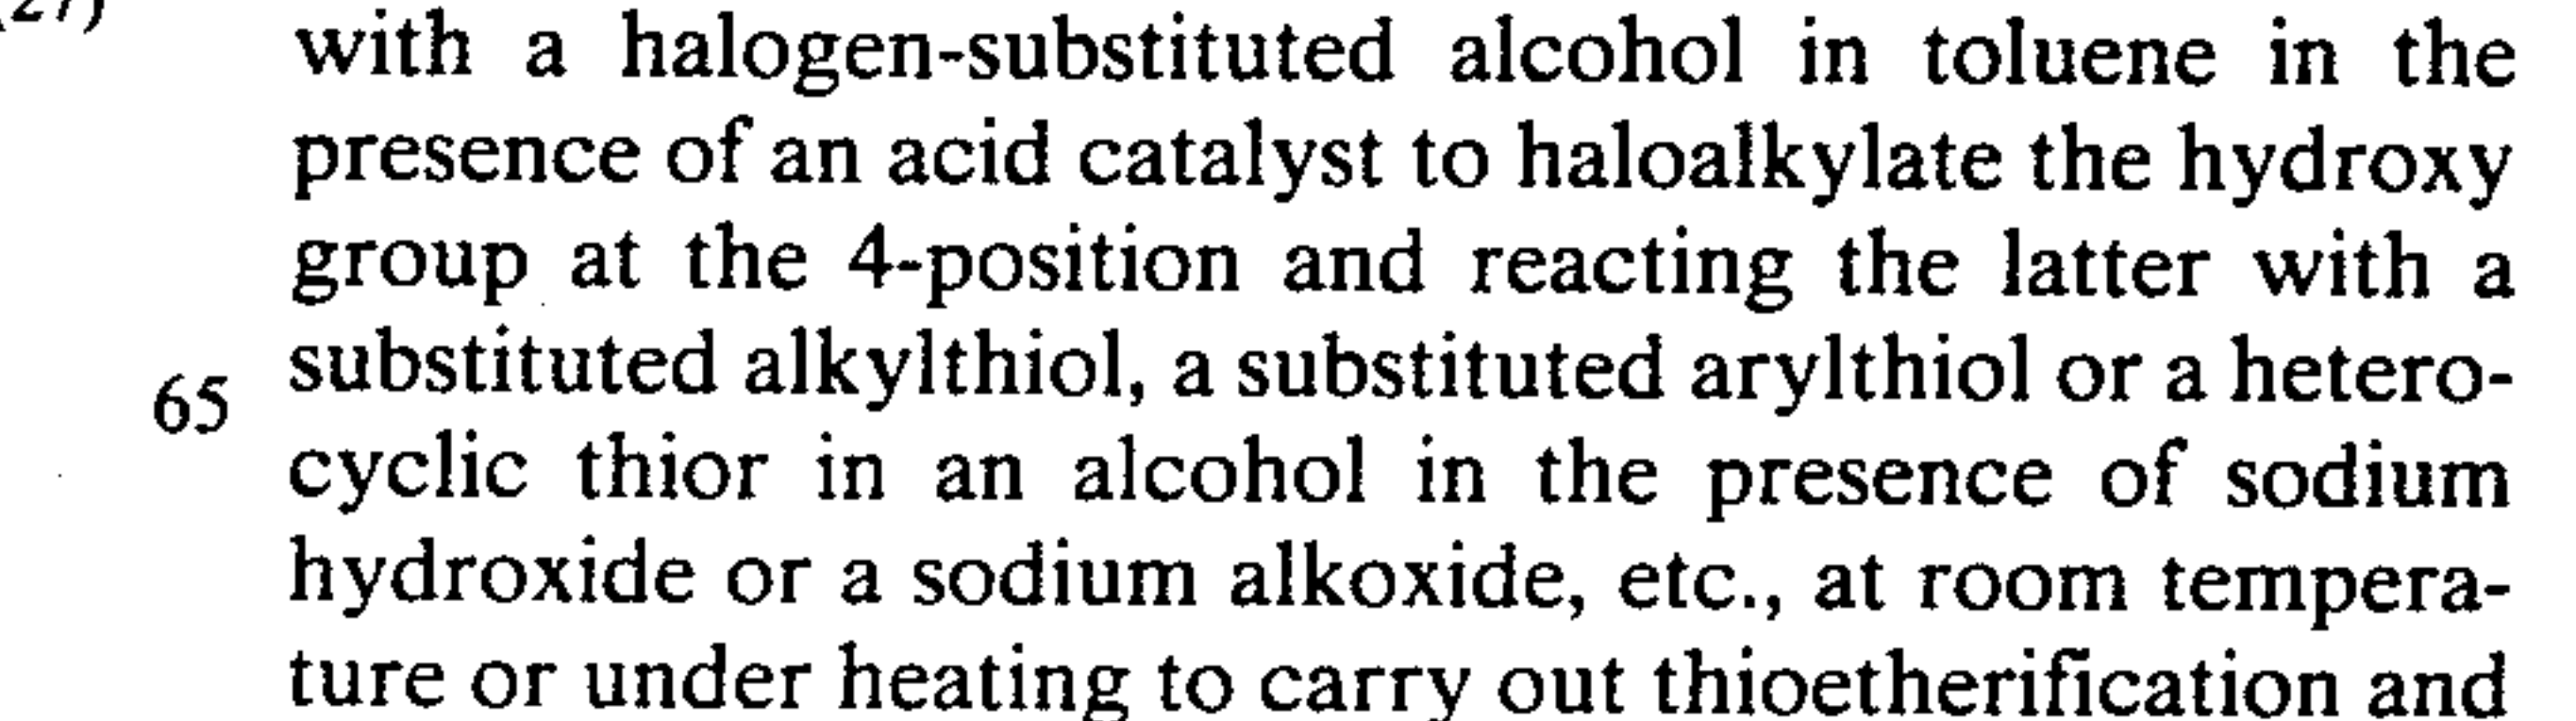 with a halogen-substituted alcohol in toluene in the
presence of an acid catalyst to haloalkylate the hydroxy
group at the 4-position and reacting the latter with a
substituted alkylthiol, a substituted arylthiol or a hetero-
65
cyclic thior in an alcohol in the presence of sodium
hydroxide or a sodium alkoxide, etc., at room tempera-
ture or under heating to carry out thioetherification and